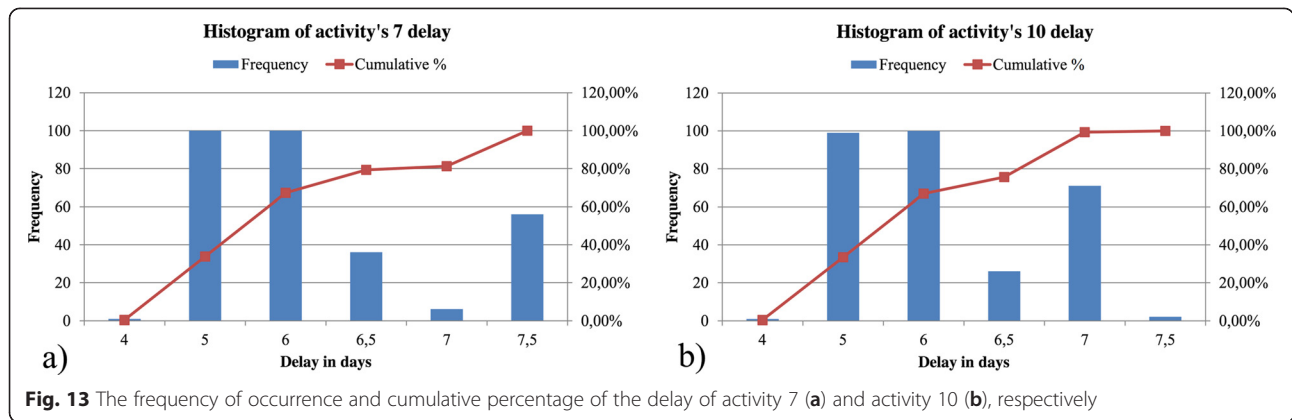 Histogram of activity's 7 delay
Frequency Cumulative %
120 120,00%
100 100,00%
80 80,00%
60 60,00%
40 40,00%
20 20,00%
0 0,00%
Frequency
4 5 6 6,5 7 7,5
Delay in days
a)
Histogram of activity's 10 delay
Frequency Cumulative %
120 120,00%
100 100,00%
80 80,00%
60 60,00%
40 40,00%
20 20,00%
0 0,00%
Frequency
4 5 6 6,5 7 7,5
Delay in days
b)
Fig. 13 The frequency of occurrence and cumulative percentage of the delay of activity 7 (a) and activity 10 (b), respectively